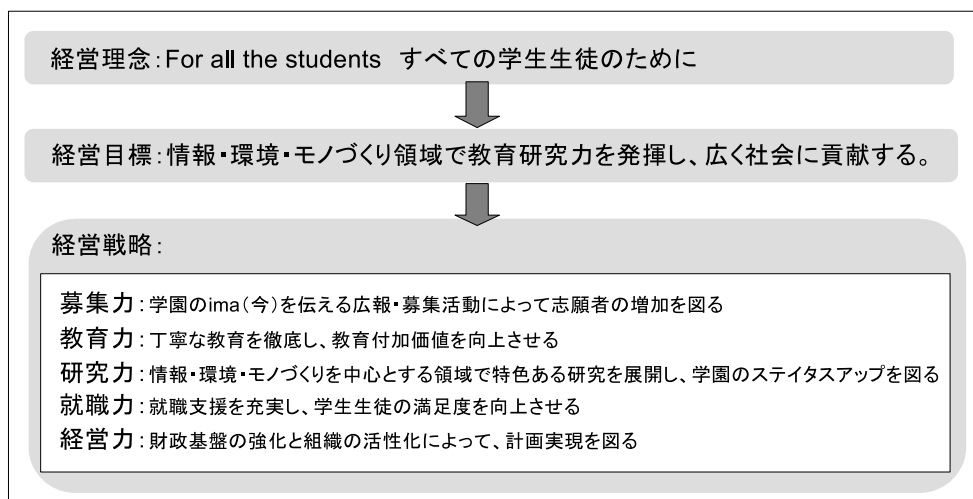 経営理念:For all the students すべての学生生徒のために
経営目標:情報・環境・モノづくり領域で教育研究力を発揮し、広く社会に貢献する。
経営戦略:
募集力:学園のima(今)を伝える広報・募集活動によって志願者の増加を図る
教育力:丁寧な教育を徹底し、教育付加価値を向上させる
研究力:情報・環境・モノづくりを中心とする領域で特色ある研究を展開し、学園のステイタスアップを図る
就職力:就職支援を充実し、学生生徒の満足度を向上させる
経営力:財政基盤の強化と組織の活性化によって、計画実現を図る